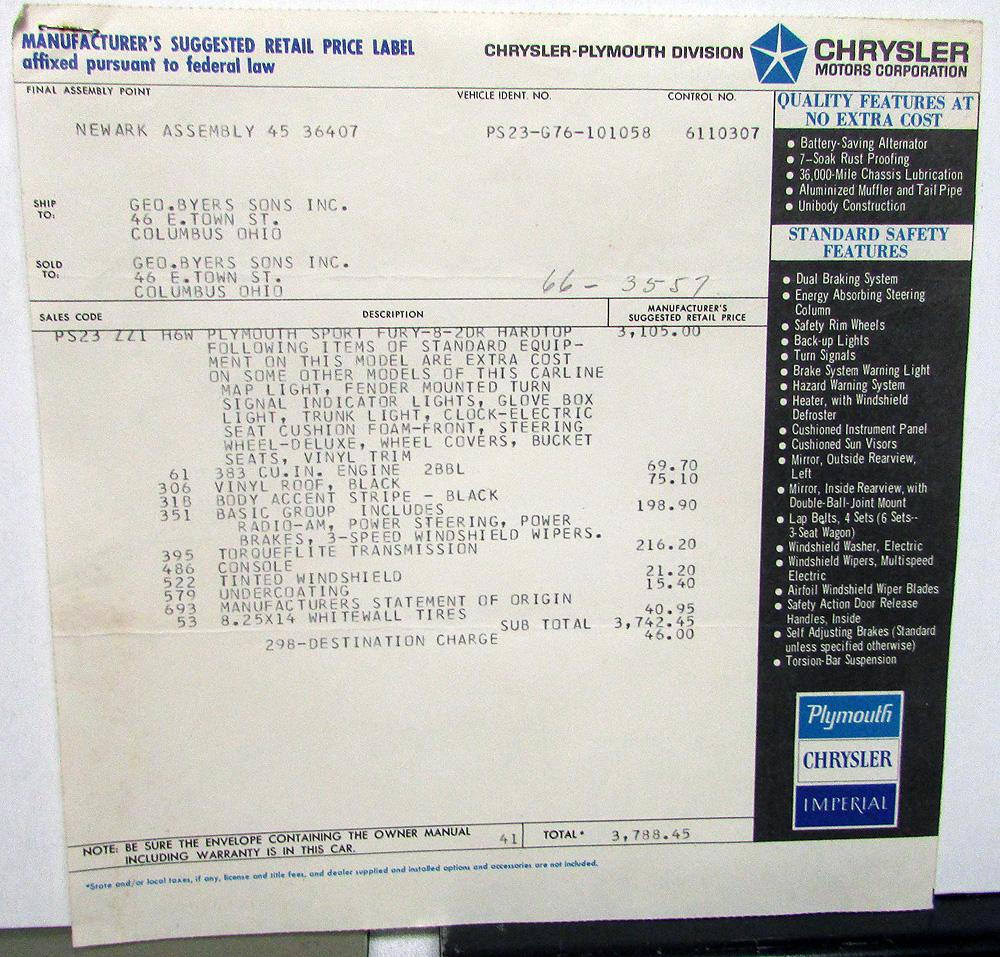 MANUFACTURER'S SUGGESTED RETAIL PRICE LABEL
affixed pursuant to federal law
CHRYSLER-PLYMOUTH DIVISION
CHRYSLER
MOTORS CORPORATION
FINAL ASSEMBLY POINT
VEHICLE IDENT. NO.
CONTROL NO.
NEWARK ASSEMBLY 45 36407
PS23-G76-101058
6110307
SHIP
TO:
GEO.BYERS SONS INC.
46 E.TOWN ST.
COLUMBUS OHIO
SOLD
TO:
GEO.BYERS SONS INC.
46 E.TOWN ST.
COLUMBUS OHIO
66-3557
SALES CODE
DESCRIPTION
MANUFACTURER'S
SUGGESTED RETAIL PRICE
PS23 ZZ1 H6W PLYMOUTH SPORT FURY-8-2DR HARDTOP 3,105.00
FOLLOWING ITEMS OF STANDARD EQUIP-
MENT ON THIS MODEL ARE EXTRA COST
ON SOME OTHER MODELS OF THIS CARLINE
MAP LIGHT, FENDER MOUNTED TURN
SIGNAL INDICATOR LIGHTS, GLOVE BOX
LIGHT, TRUNK LIGHT, CLOCK-ELECTRIC
SEAT CUSHION FOAM-FRONT, STEERING
WHEEL-DELUXE, WHEEL COVERS, BUCKET
SEATS, VINYL TRIM
61 383 CU.IN. ENGINE 2BBL 69.70
306 VINYL ROOF, BLACK 75.10
318 BODY ACCENT STRIPE - BLACK
351 BASIC GROUP INCLUDES 198.90
RADIO-AM, POWER STEERING, POWER
BRAKES, 3-SPEED WINDSHIELD WIPERS.
395 TORQUEFLITE TRANSMISSION 216.20
486 CONSOLE
522 TINTED WINDSHIELD 21.20
579 UNDERCOATING 15.40
693 MANUFACTURERS STATEMENT OF ORIGIN
53 8.25X14 WHITEWALL TIRES 40.95
SUB TOTAL 3,742.45
298-DESTINATION CHARGE 46.00
NOTE: BE SURE THE ENVELOPE CONTAINING THE OWNER MANUAL
INCLUDING WARRANTY IS IN THIS CAR.
41
TOTAL* 3,788.45
*State and/or local taxes, if any, license and title fees, and dealer supplied and installed options and accessories are not included.
QUALITY FEATURES AT
NO EXTRA COST
● Battery-Saving Alternator
● 7-Soak Rust Proofing
● 36,000-Mile Chassis Lubrication
● Aluminized Muffler and Tail Pipe
● Unibody Construction
STANDARD SAFETY
FEATURES
● Dual Braking System
● Energy Absorbing Steering
Column
● Safety Rim Wheels
● Back-up Lights
● Turn Signals
● Brake System Warning Light
● Hazard Warning System
● Heater, with Windshield
Defroster
● Cushioned Instrument Panel
● Cushioned Sun Visors
● Mirror, Outside Rearview,
Left
● Mirror, Inside Rearview, with
Double-Ball-Joint Mount
● Lap Belts, 4 Sets (6 Sets--
3-Seat Wagon)
● Windshield Washer, Electric
● Windshield Wipers, Multispeed
Electric
● Airfoil Windshield Wiper Blades
● Safety Action Door Release
Handles, Inside
● Self Adjusting Brakes (Standard
unless specified otherwise)
● Torsion-Bar Suspension
Plymouth
CHRYSLER
IMPERIAL